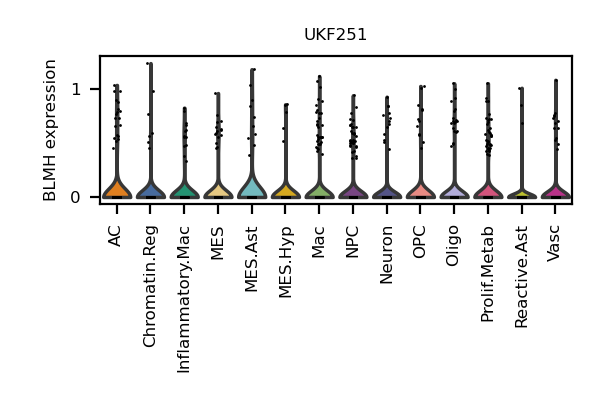 UKF251
BLMH expression
1
0
AC
Chromatin.Reg
Inflammatory.Mac
MES
MES.Ast
MES.Hyp
Mac
NPC
Neuron
OPC
Oligo
Prolif.Metab
Reactive.Ast
Vasc